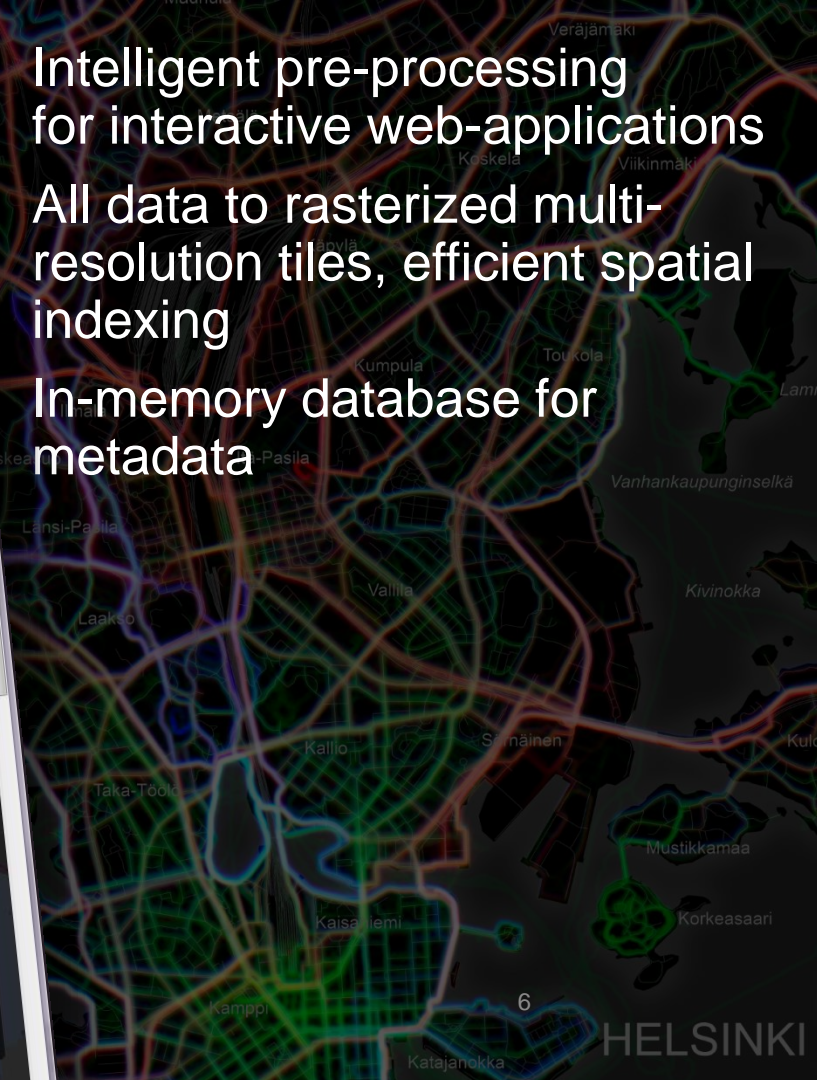 Veräjämäki
Intelligent pre-processing
for interactive web-applications
Koskela
Viikinmäki
All data to rasterized multi-
resolution tiles, efficient spatial
indexing
Kumpula
Toukola
In-memory database for
metadata
Vanhankaupunginselkä
Länsi-Pasila
Vallila
Kivinokka
Laakso
Kallio
Sörnäinen
Taka-Töölö
Mustikkamaa
Kaisaniemi
Korkeasaari
6
Kamppi
HELSINKI
Katajanokka